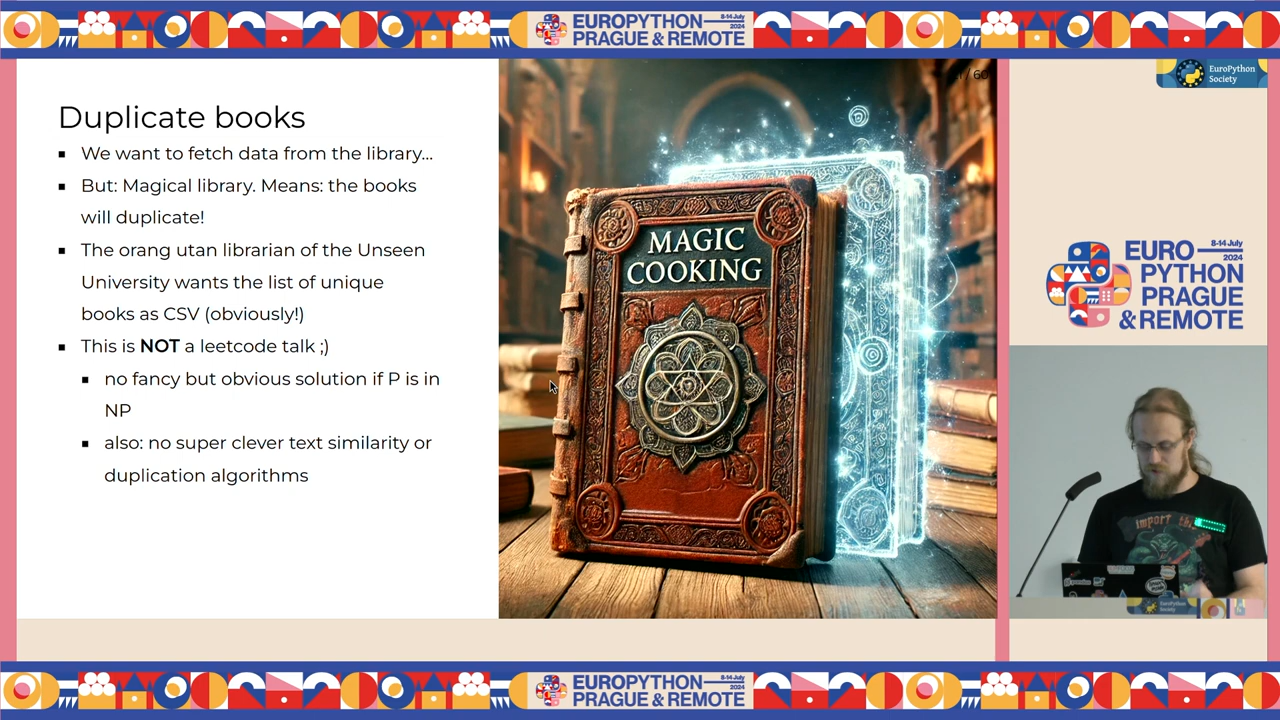 EUROPYTHON
8-14 July
2024
PRAGUE & REMOTE
/ 60
EuroPython
Society
Duplicate books
We want to fetch data from the library...
But: Magical library. Means: the books
will duplicate!
The orang utan librarian of the Unseen
University wants the list of unique
books as CSV (obviously!)
This is NOT a leetcode talk ;)
no fancy but obvious solution if P is in
NP
also: no super clever text similarity or
duplication algorithms
MAGIC
COOKING
EURO
8-14 July
2024
PYTHON
PRAGUE
& REMOTE
import
EuroPython
Society
EUROPYTHON
8-14 July
2024
PRAGUE & REMOTE